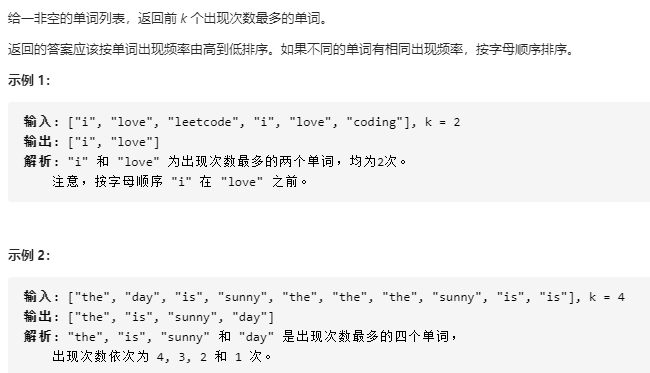 给一非空的单词列表，返回前 k 个出现次数最多的单词。
返回的答案应该按单词出现频率由高到低排序。如果不同的单词有相同出现频率，按字母顺序排序。
示例 1：
输入: ["i", "love", "leetcode", "i", "love", "coding"], k = 2
输出: ["i", "love"]
解析: "i" 和 "love" 为出现次数最多的两个单词，均为2次。
注意，按字母顺序 "i" 在 "love" 之前。
示例 2：
输入: ["the", "day", "is", "sunny", "the", "the", "the", "sunny", "is", "is"], k = 4
输出: ["the", "is", "sunny", "day"]
解析: "the", "is", "sunny" 和 "day" 是出现次数最多的四个单词，
出现次数依次为 4, 3, 2 和 1 次。